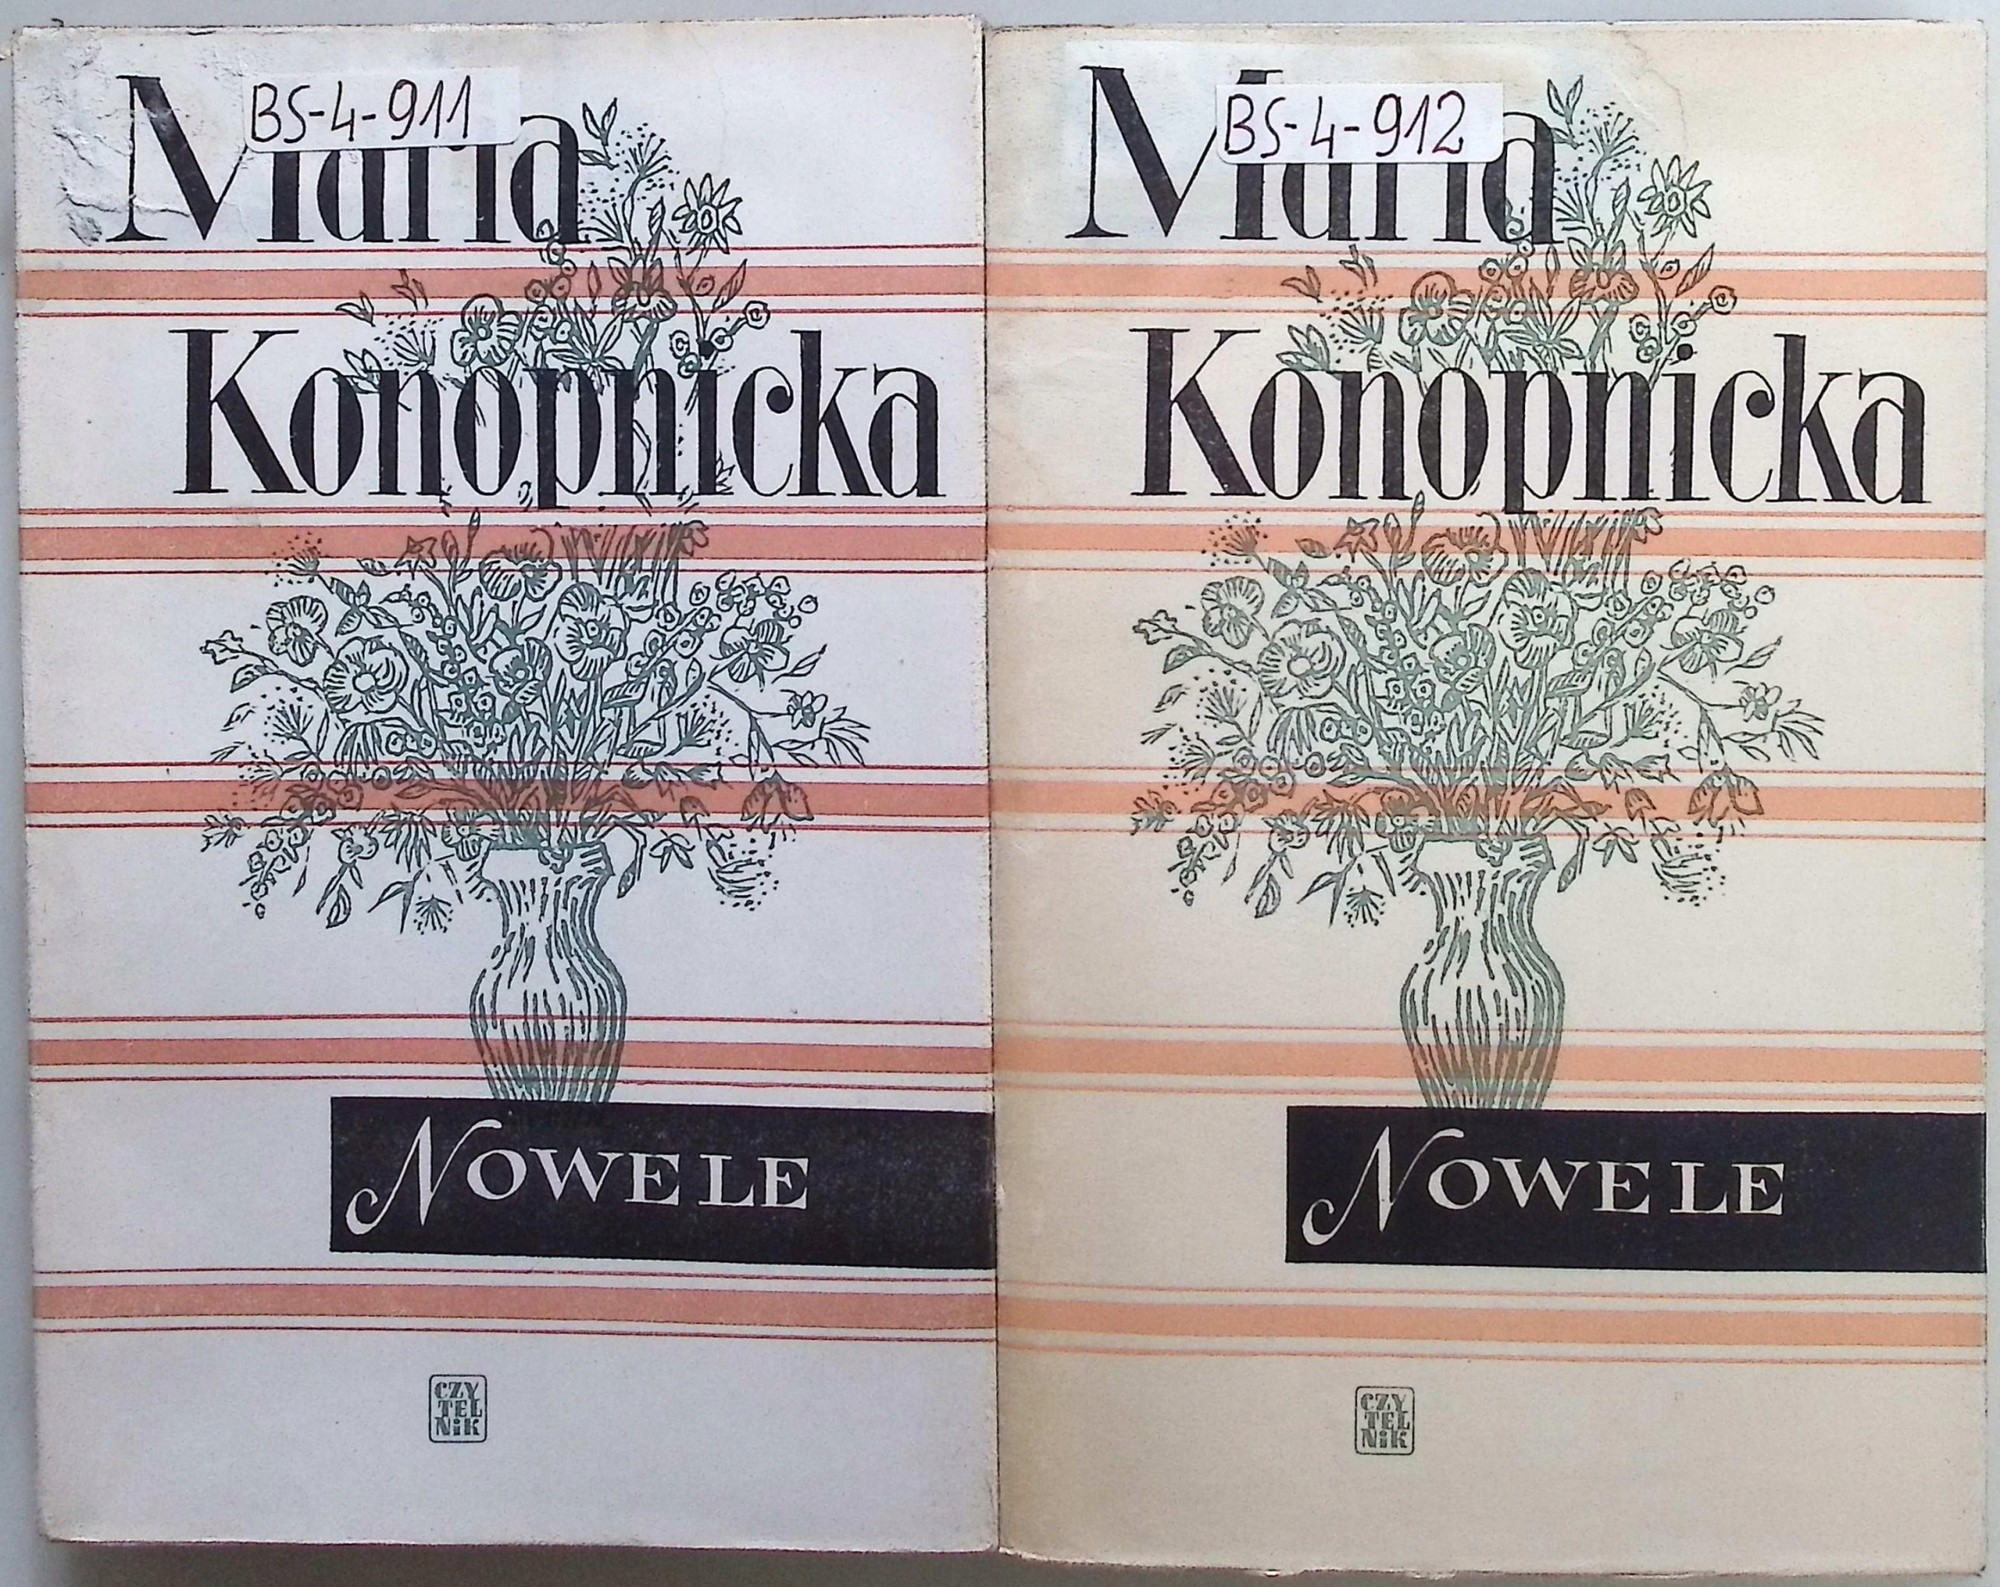 BS-4-911
Maria
Konopnicka
NOWELE
CZY
TEL
NiK
BS-4-912
Maria
Konopnicka
NOWELE
CZY
TEL
NiK